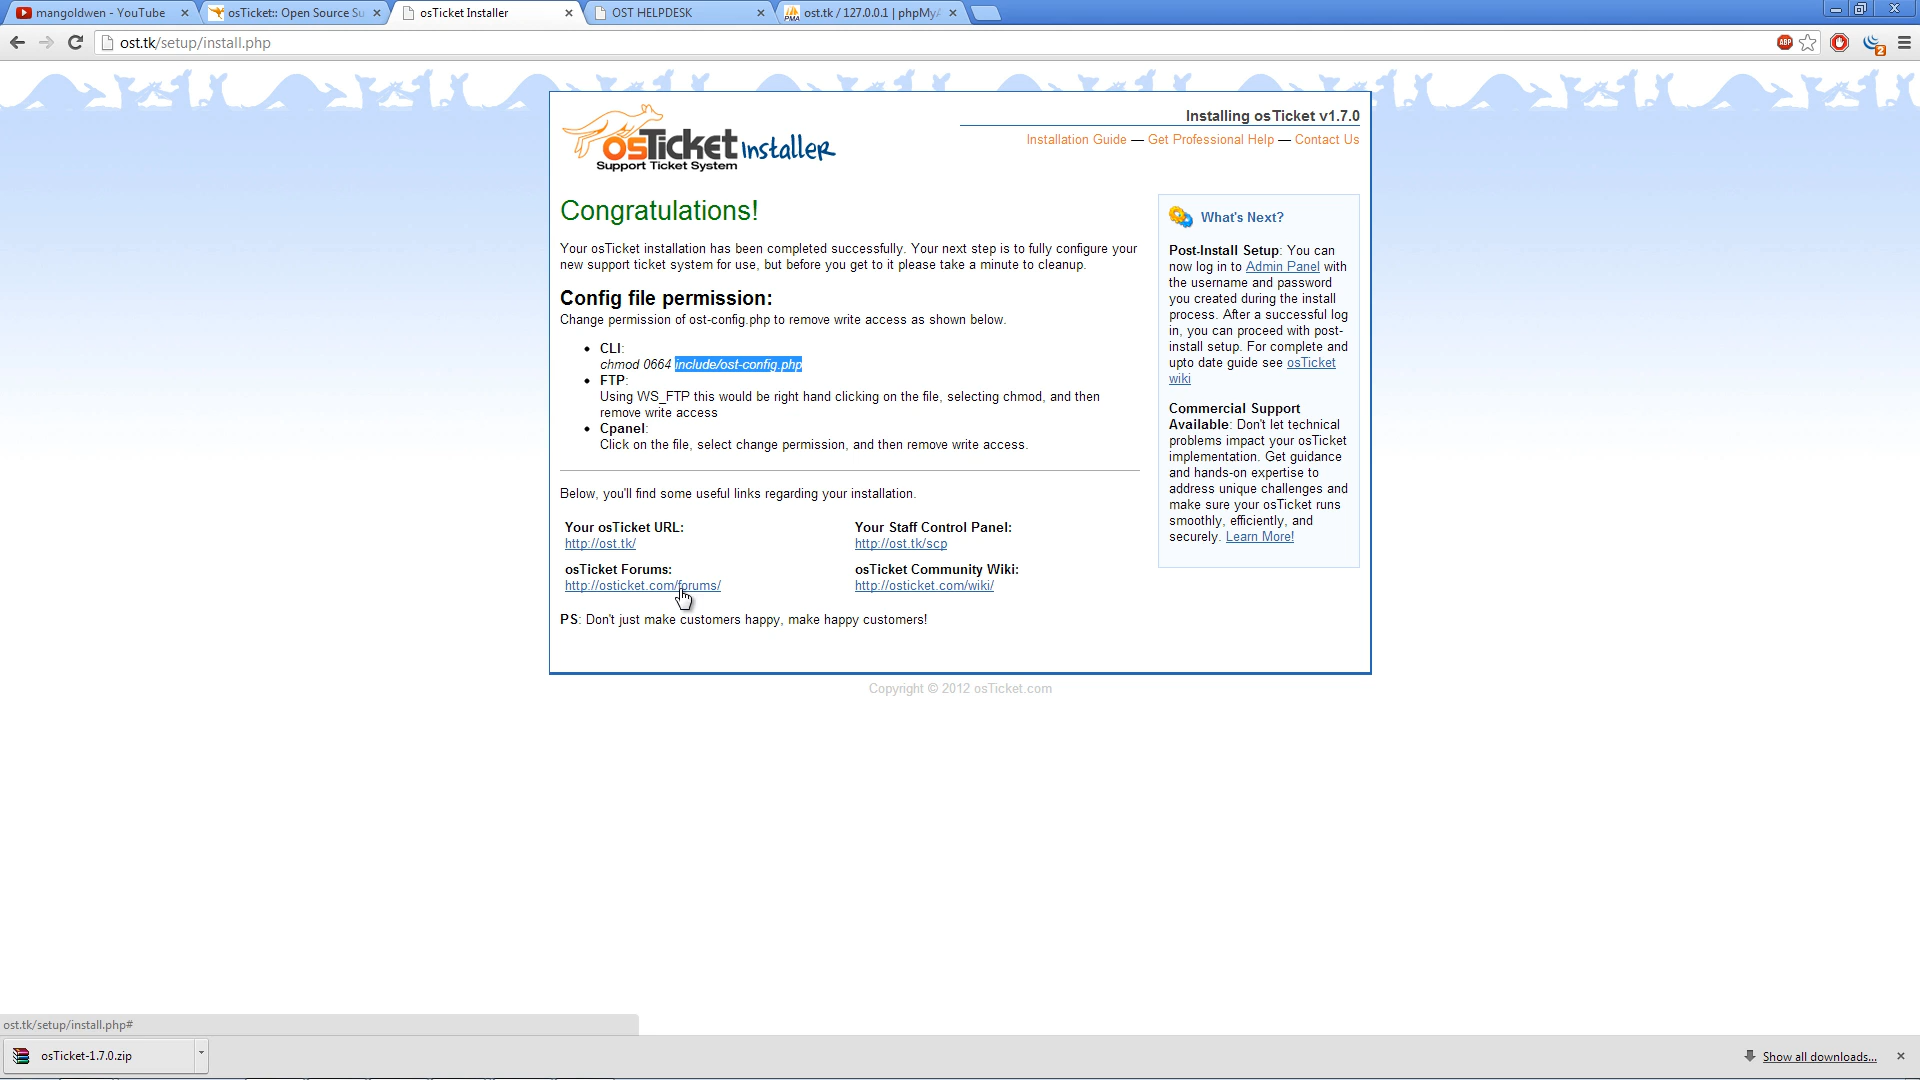 mangoldwen - YouTube
osTicket:: Open Source Su
osTicket Installer
OST HELPDESK
ost.tk / 127.0.0.1 | phpMyA
ost.tk/setup/install.php
ABP
2
osTicket Installer
Support Ticket System
Installing osTicket v1.7.0
Installation Guide — Get Professional Help — Contact Us
Congratulations!
Your osTicket installation has been completed successfully. Your next step is to fully configure your
new support ticket system for use, but before you get to it please take a minute to cleanup.
Config file permission:
Change permission of ost-config.php to remove write access as shown below.
• CLI:
chmod 0664 include/ost-config.php
• FTP:
Using WS_FTP this would be right hand clicking on the file, selecting chmod, and then
remove write access
• Cpanel:
Click on the file, select change permission, and then remove write access.
Below, you'll find some useful links regarding your installation.
Your osTicket URL:
http://ost.tk/
Your Staff Control Panel:
http://ost.tk/scp
osTicket Forums:
http://osticket.com/forums/
osTicket Community Wiki:
http://osticket.com/wiki/
PS: Don't just make customers happy, make happy customers!
What's Next?
Post-Install Setup: You can
now log in to Admin Panel with
the username and password
you created during the install
process. After a successful log
in, you can proceed with post-
install setup. For complete and
upto date guide see osTicket
wiki
Commercial Support
Available: Don't let technical
problems impact your osTicket
implementation. Get guidance
and hands-on expertise to
address unique challenges and
make sure your osTicket runs
smoothly, efficiently, and
securely. Learn More!
Copyright © 2012 osTicket.com
ost.tk/setup/install.php#
osTicket-1.7.0.zip
Show all downloads...